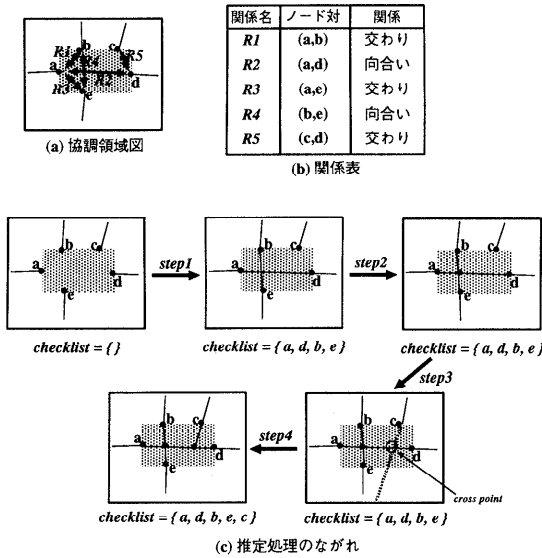 R1
b
c
R5
R4
a
R2
d
R3
e
(a) 協調領域図
関係名 ノード対 関係
R1 (a,b) 交わり
R2 (a,d) 向合い
R3 (a,e) 交わり
R4 (b,e) 向合い
R5 (c,d) 交わり
(b) 関係表
b c
a d
e
step1
b c
a d
e
step2
b c
a d
e
checklist = { }
checklist = { a, d, b, e }
checklist = { a, d, b, e }
step3
b c
a d
e
step4
b c
a d
e
cross point
checklist = { a, d, b, e, c }
checklist = { a, d, b, e }
(c) 推定処理のながれ